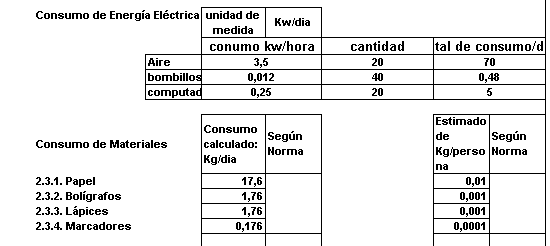 Consumo de Energía Eléctrica unidad de medida Kw/dia
conumo kw/hora cantidad tal de consumo/d
Aire 3,5 20 70
bombillos 0,012 40 0,48
computad 0,25 20 5
Consumo de Materiales Consumo calculado: Kg/dia Según Norma Estimado de Kg/perso na Según Norma
2.3.1. Papel 17,6 0,01
2.3.2. Bolígrafos 1,76 0,001
2.3.3. Lápices 1,76 0,001
2.3.4. Marcadores 0,176 0,0001